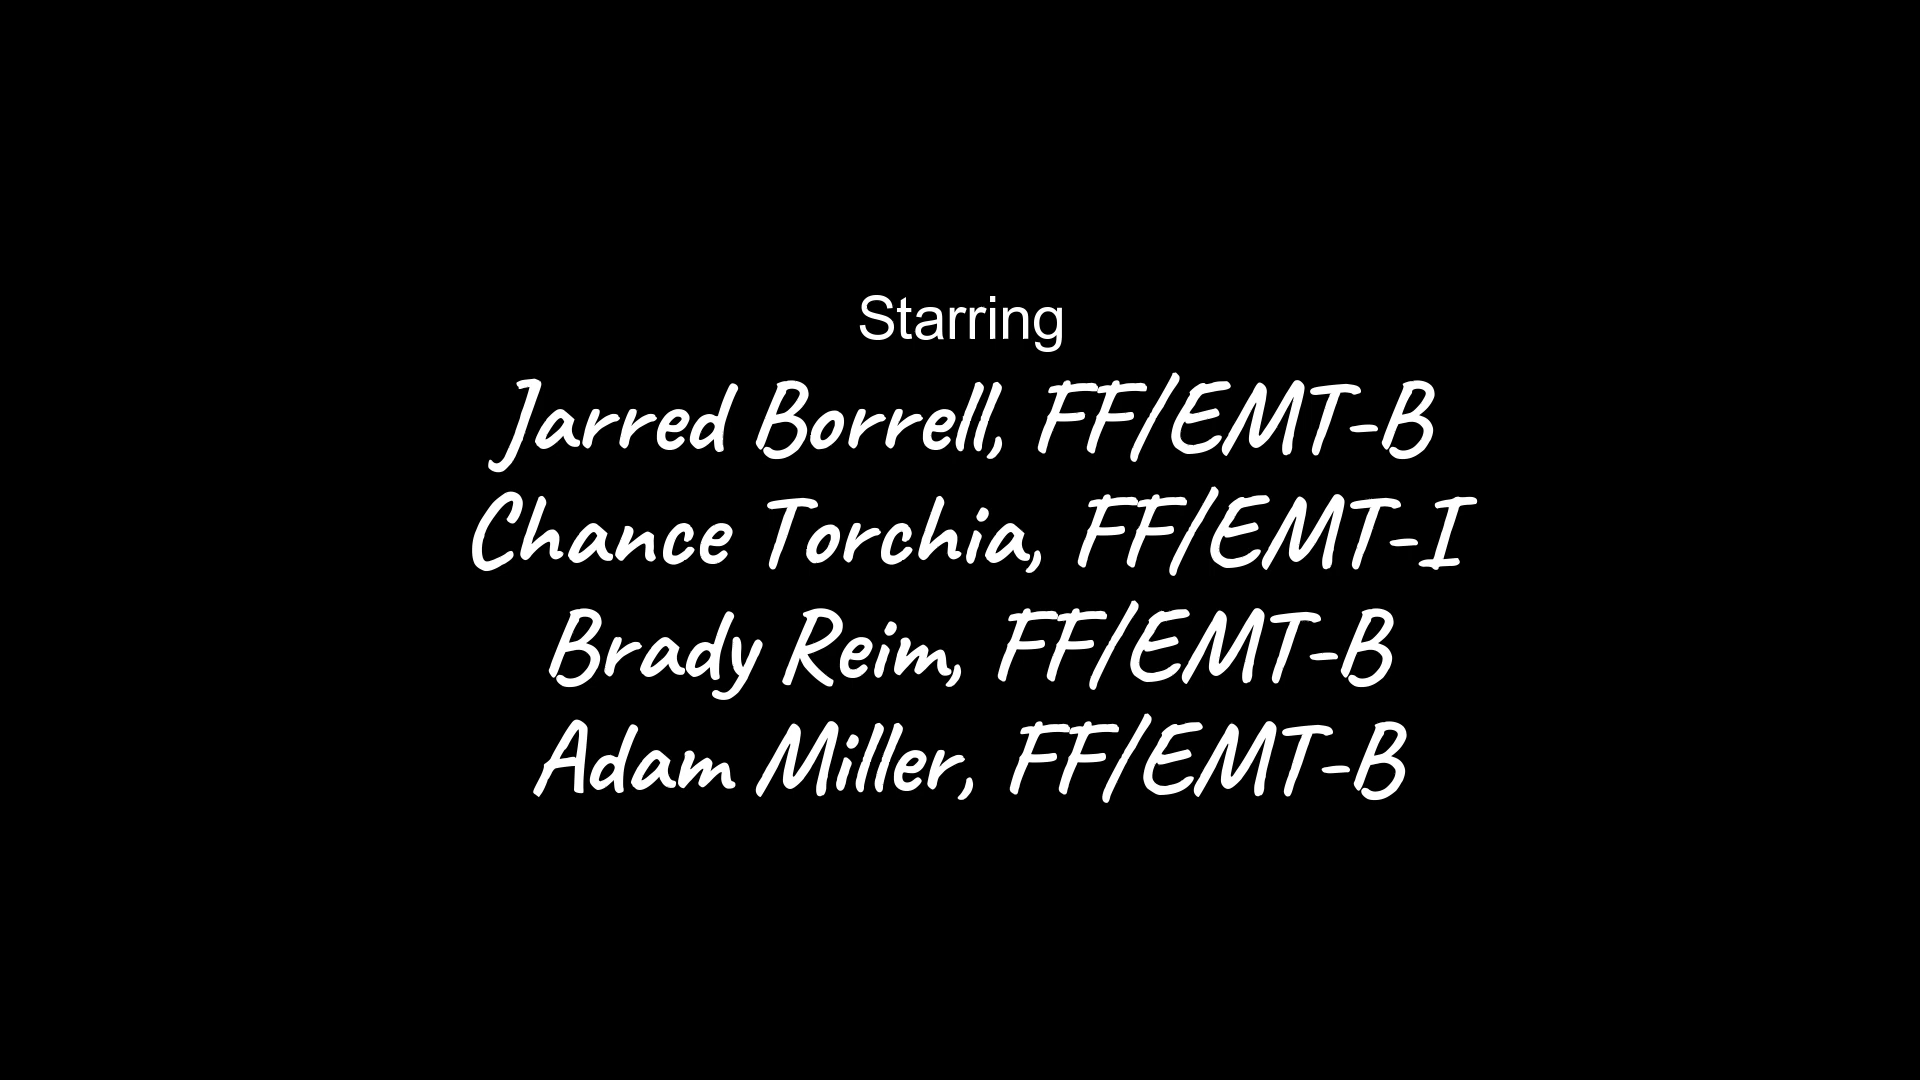 Starring
Jarred Borrell, FF/EMT-B
Chance Torchia, FF/EMT-I
Brady Reim, FF/EMT-B
Adam Miller, FF/EMT-B